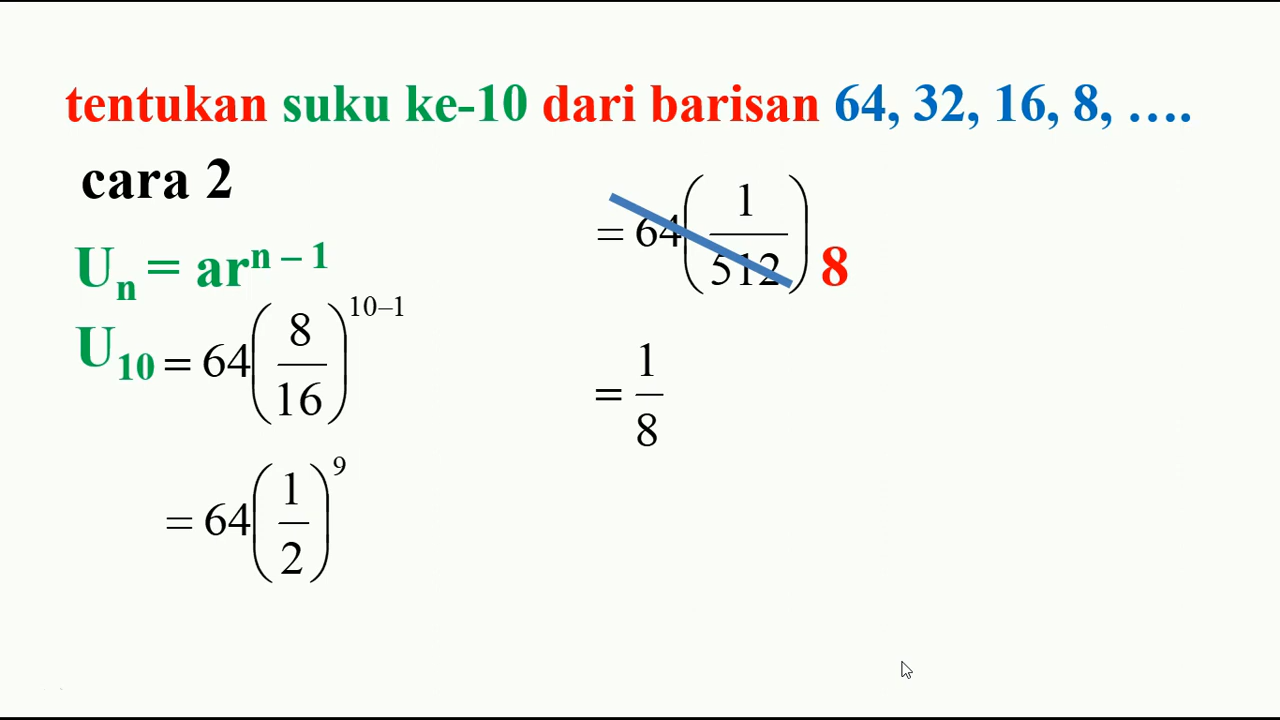 tentukan suku ke-10 dari barisan 64, 32, 16, 8, ….
cara 2
Uₙ = arⁿ ⁻ ¹
U₁₀ = 64(8/16)¹⁰⁻¹
= 64(1/2)⁹
= 64(1/512) 8
= 1/8